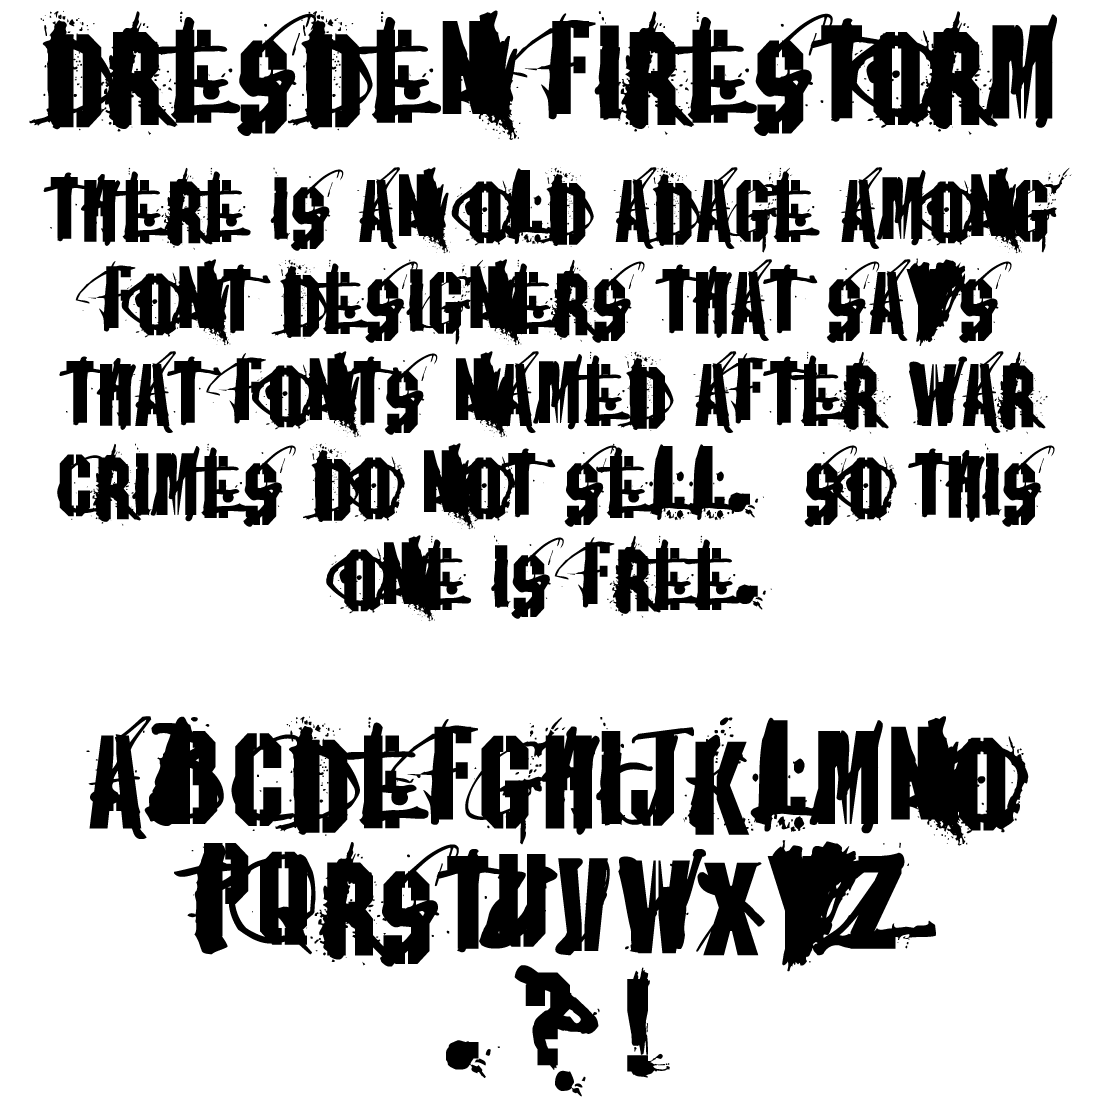 DRESDEN FIRESTORM
THERE IS AN OLD ADAGE AMONG
FONT DESIGNERS THAT SAYS
THAT FONTS NAMED AFTER WAR
CRIMES DO NOT SELL. SO THIS
ONE IS FREE.
ABCDEFGHIJKLMNO
PQRSTUVWXYZ
. ? !